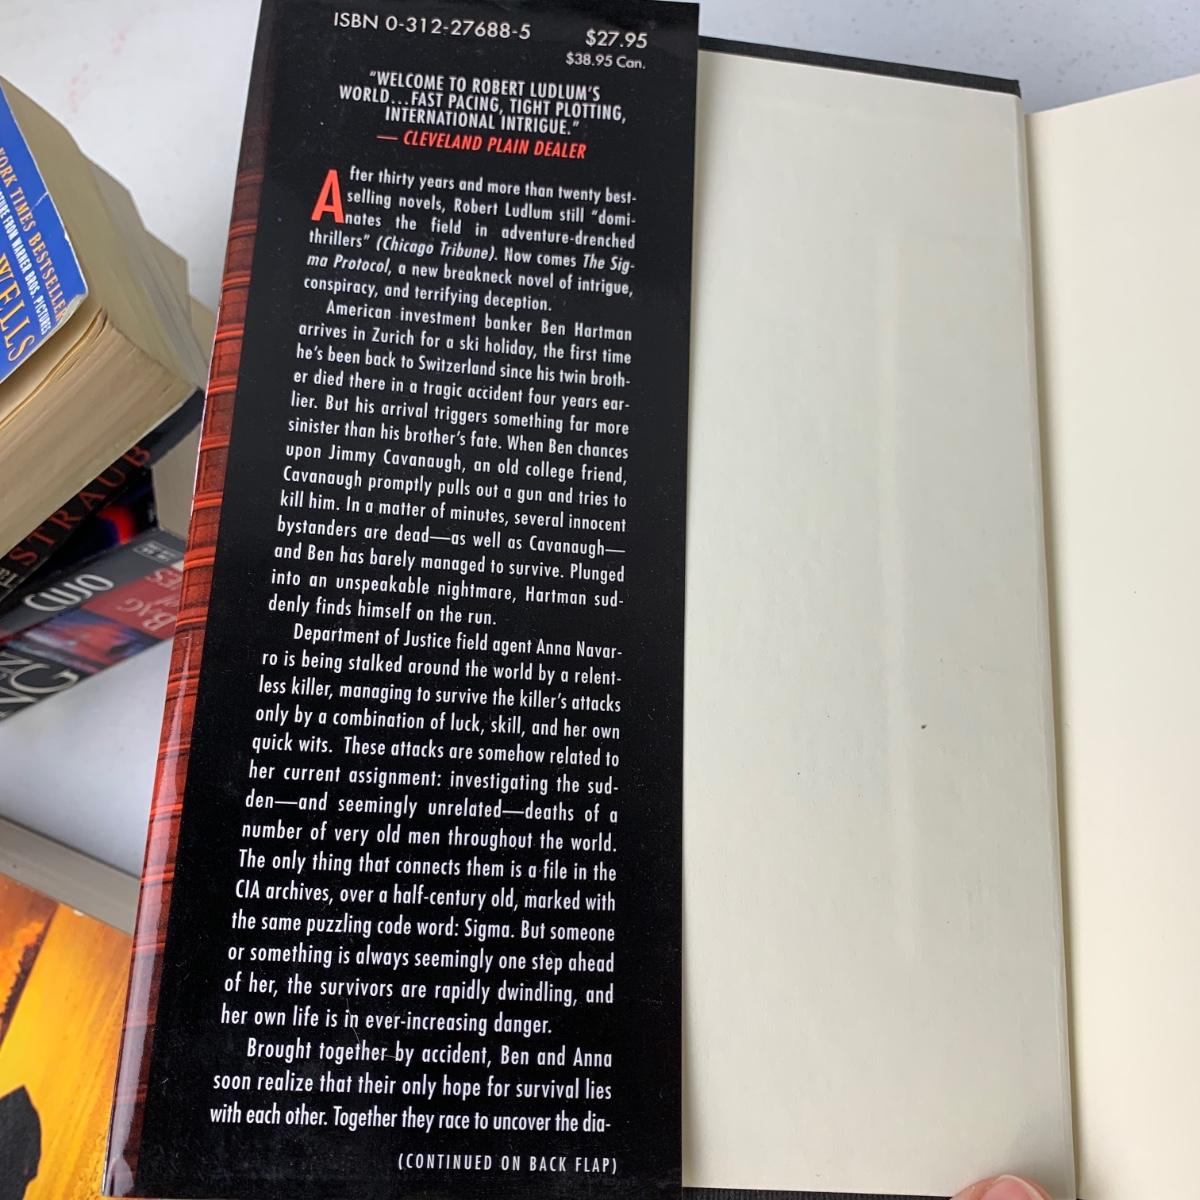 ISBN 0-312-27688-5
$27.95
$38.95 Can.
"WELCOME TO ROBERT LUDLUM'S
WORLD...FAST PACING, TIGHT PLOTTING,
INTERNATIONAL INTRIGUE."
— CLEVELAND PLAIN DEALER
After thirty years and more than twenty best-
selling novels, Robert Ludlum still "domi-
nates the field in adventure-drenched
thrillers" (Chicago Tribune). Now comes The Sig-
ma Protocol, a new breakneck novel of intrigue,
conspiracy, and terrifying deception.
American investment banker Ben Hartman
arrives in Zurich for a ski holiday, the first time
he's been back to Switzerland since his twin broth-
er died there in a tragic accident four years ear-
lier. But his arrival triggers something far more
sinister than his brother's fate. When Ben chances
upon Jimmy Cavanaugh, an old college friend,
Cavanaugh promptly pulls out a gun and tries to
kill him. In a matter of minutes, several innocent
bystanders are dead—as well as Cavanaugh—
and Ben has barely managed to survive. Plunged
into an unspeakable nightmare, Hartman sud-
denly finds himself on the run.
Department of Justice field agent Anna Navar-
ro is being stalked around the world by a relent-
less killer, managing to survive the killer's attacks
only by a combination of luck, skill, and her own
quick wits. These attacks are somehow related to
her current assignment: investigating the sud-
den—and seemingly unrelated—deaths of a
number of very old men throughout the world.
The only thing that connects them is a file in the
CIA archives, over a half-century old, marked with
the same puzzling code word: Sigma. But someone
or something is always seemingly one step ahead
of her, the survivors are rapidly dwindling, and
her own life is in ever-increasing danger.
Brought together by accident, Ben and Anna
soon realize that their only hope for survival lies
with each other. Together they race to uncover the dia-
(CONTINUED ON BACK FLAP)
YORK TIMES BESTSELLER
PICTURE FROM WARNER BROS. PICTURES
WELLS
STRAUB